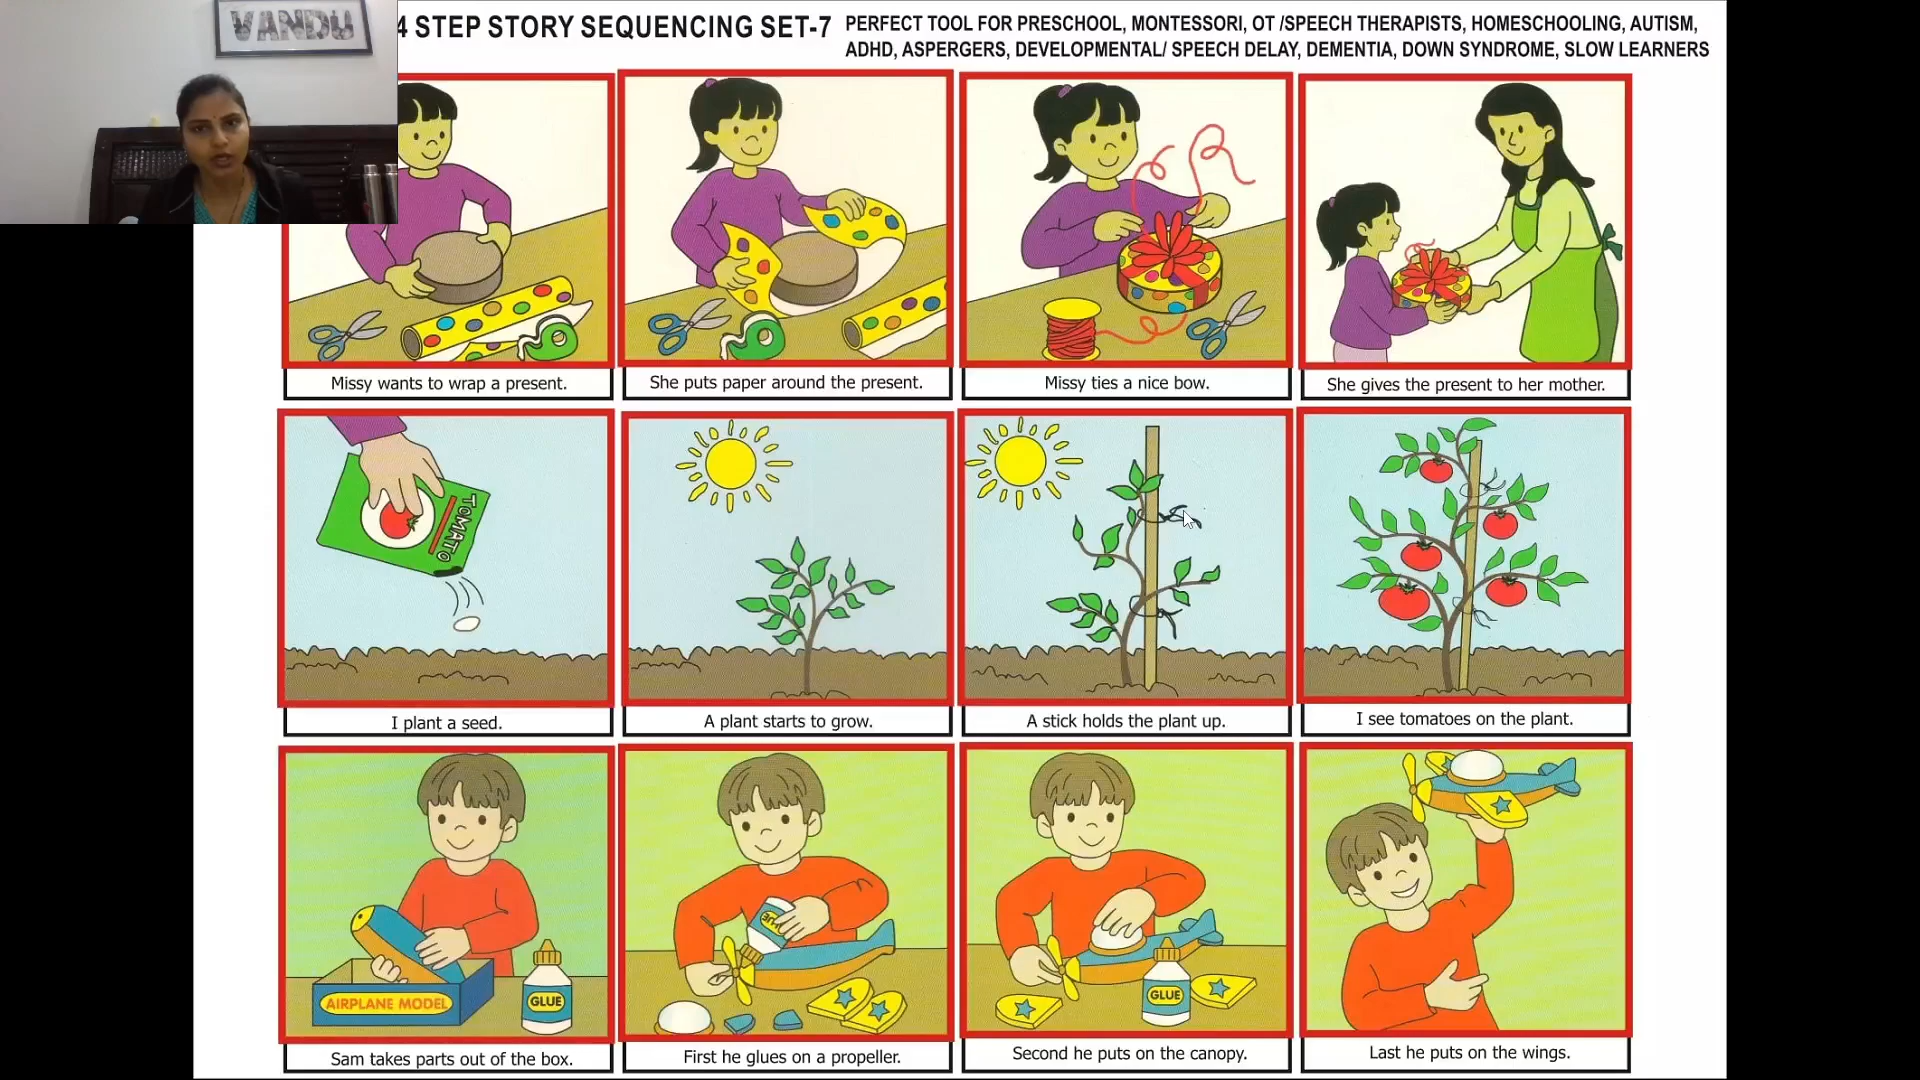 VANDU
4 STEP STORY SEQUENCING SET-7
PERFECT TOOL FOR PRESCHOOL, MONTESSORI, OT /SPEECH THERAPISTS, HOMESCHOOLING, AUTISM,
ADHD, ASPERGERS, DEVELOPMENTAL/ SPEECH DELAY, DEMENTIA, DOWN SYNDROME, SLOW LEARNERS
Missy wants to wrap a present.
She puts paper around the present.
Missy ties a nice bow.
She gives the present to her mother.
TOMATO
I plant a seed.
A plant starts to grow.
A stick holds the plant up.
I see tomatoes on the plant.
AIRPLANE MODEL
GLUE
GLUE
GLUE
Sam takes parts out of the box.
First he glues on a propeller.
Second he puts on the canopy.
Last he puts on the wings.